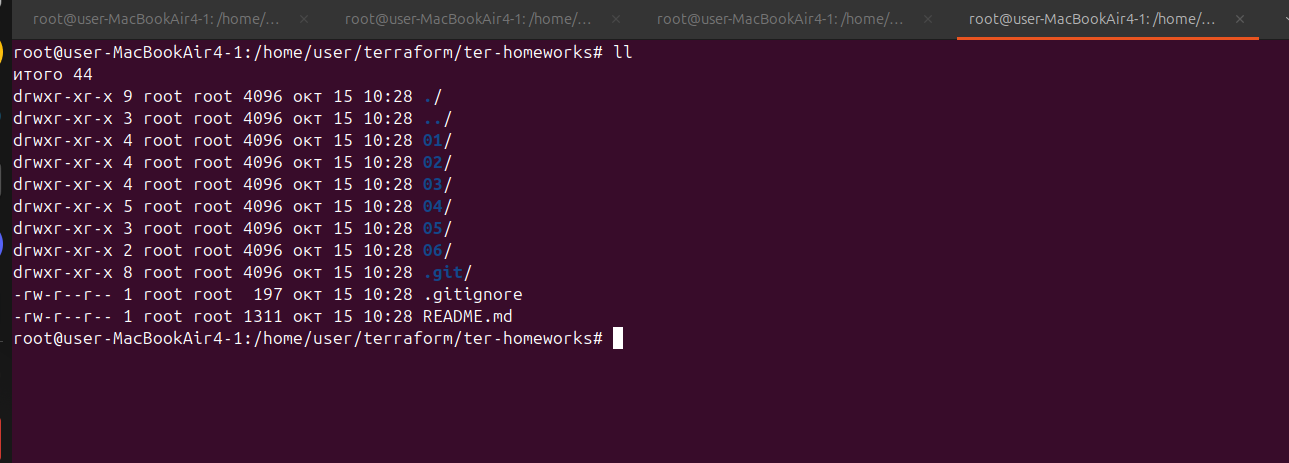 root@user-MacBookAir4-1: /home/... × root@user-MacBookAir4-1: /home/... × root@user-MacBookAir4-1: /home/... × root@user-MacBookAir4-1: /home/... ×
root@user-MacBookAir4-1:/home/user/terraform/ter-homeworks# ll
итого 44
drwxr-xr-x 9 root root 4096 окт 15 10:28 ./
drwxr-xr-x 3 root root 4096 окт 15 10:28 ../
drwxr-xr-x 4 root root 4096 окт 15 10:28 01/
drwxr-xr-x 4 root root 4096 окт 15 10:28 02/
drwxr-xr-x 4 root root 4096 окт 15 10:28 03/
drwxr-xr-x 5 root root 4096 окт 15 10:28 04/
drwxr-xr-x 3 root root 4096 окт 15 10:28 05/
drwxr-xr-x 2 root root 4096 окт 15 10:28 06/
drwxr-xr-x 8 root root 4096 окт 15 10:28 .git/
-rw-r--r-- 1 root root  197 окт 15 10:28 .gitignore
-rw-r--r-- 1 root root 1311 окт 15 10:28 README.md
root@user-MacBookAir4-1:/home/user/terraform/ter-homeworks#